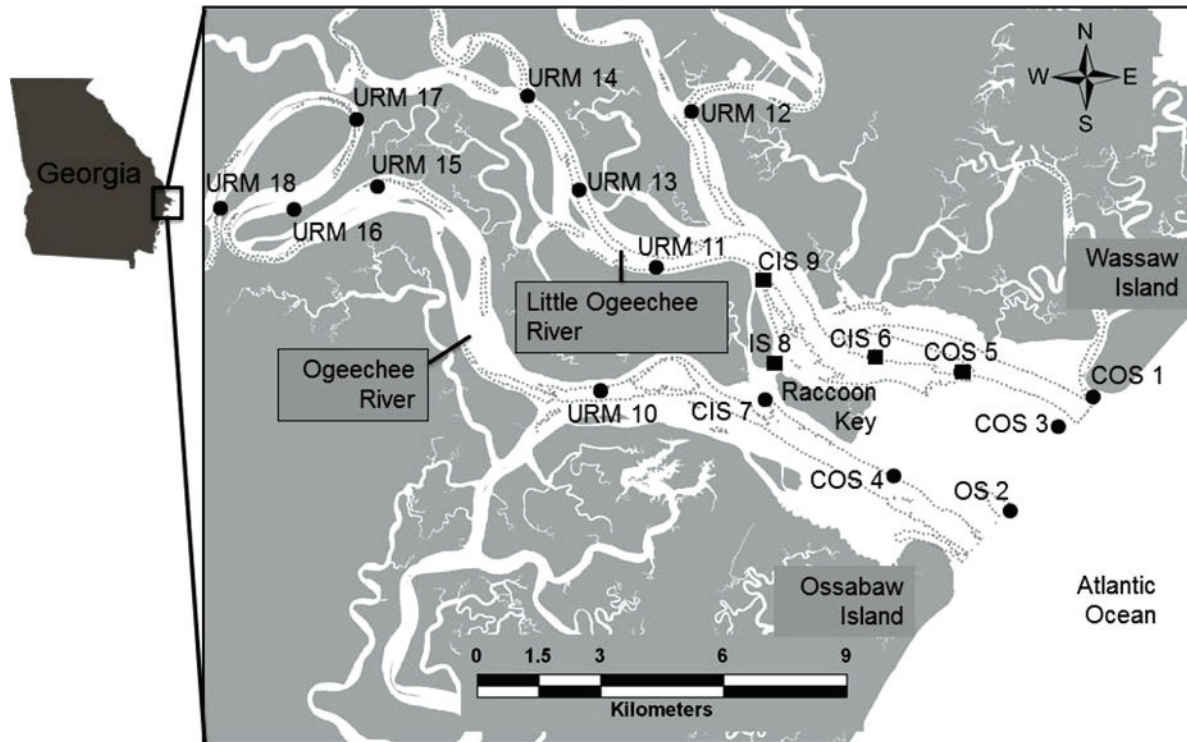 N
W E
S
Georgia
URM 14
URM 17
URM 12
URM 15
URM 13
URM 18
URM 16
URM 11
CIS 9
Wassaw
Island
Little Ogeechee
River
IS 8
CIS 6
COS 5
Ogeechee
River
COS 1
URM 10
CIS 7
Raccoon
Key
COS 3
COS 4
OS 2
Ossabaw
Island
Atlantic
Ocean
0 1.5 3 6 9
Kilometers